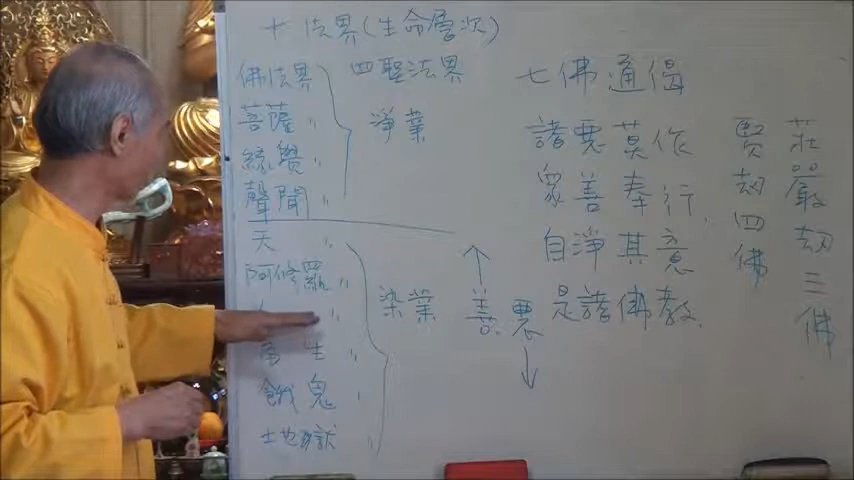 十法界(生命層次)
佛法界
四聖法界
菩薩〃
淨業
緣覺〃
聲聞〃
天〃
阿修羅〃
人〃
染業
善
惡
畜生〃
餓鬼〃
地獄〃
七佛通偈
諸惡莫作
眾善奉行
自淨其意
是諸佛教
莊嚴劫三佛
賢劫四佛